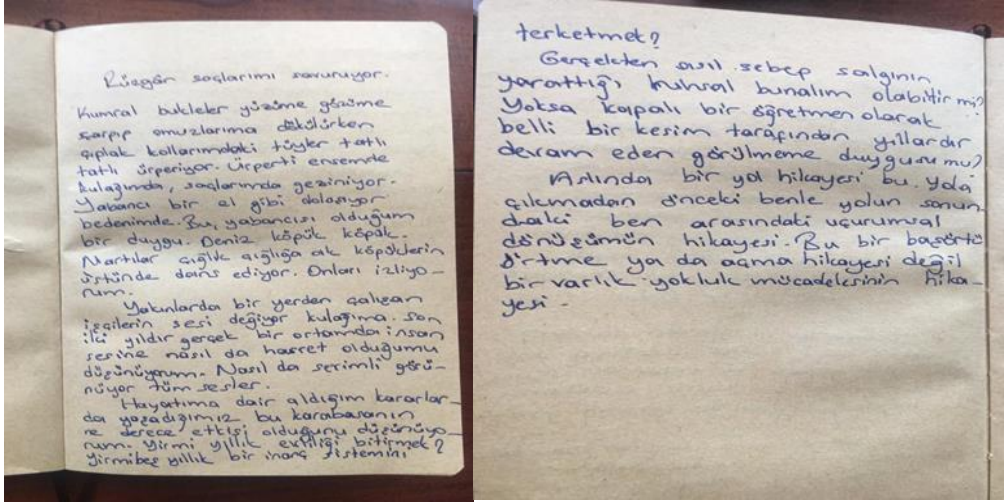 Rüzgâr saçlarımı savuruyor.
Kumral bukleler yüzüme gözüme
çarpıp omuzlarıma dökülürken
çıplak kollarımdaki tüyler tatlı
tatlı ürperiyor. Ürperti ensemde
kulağımda, saçlarımda geziniyor.
Yabancı bir el gibi dolaşıyor
bedenimde. Bu, yabancısı olduğum
bir duygu. Deniz köpük köpük.
Martılar çığlık çığlığa ak köpüklerin
üstünde dans ediyor. Onları izliyo-
rum.
Yakınlarda bir yerden çalışan
işçilerin sesi değiyor kulağıma. Son
iki yıldır gerçek bir ortamda insan
sesine nasıl da hasret olduğumu
düşünüyorum. Nasıl da serimli görü-
nüyor tüm sesler.
Hayatıma dair aldığım kararlar-
da yaşadığımız bu karabasanın
ne derece etkisi olduğunu düşünüyo-
rum. Yirmi yıllık evliliği bitirmek?
Yirmibeş yıllık bir inanç sistemini
terketmek?
Gerçekten asıl sebep salgının
yarattığı ruhsal bunalım olabilir mi?
Yoksa kapalı bir öğretmen olarak
belli bir kesim tarafından yıllardır
devam eden görülmeme duygusu mu?
Aslında bir yol hikayesi bu. Yola
çıkmadan önceki benle yolun sonun-
daki ben arasındaki uçurumsal
dönüşümün hikayesi. Bu bir başörtü
örtme ya da açma hikayesi değil
bir varlık yokluk mücadelesinin hika-
yesi.